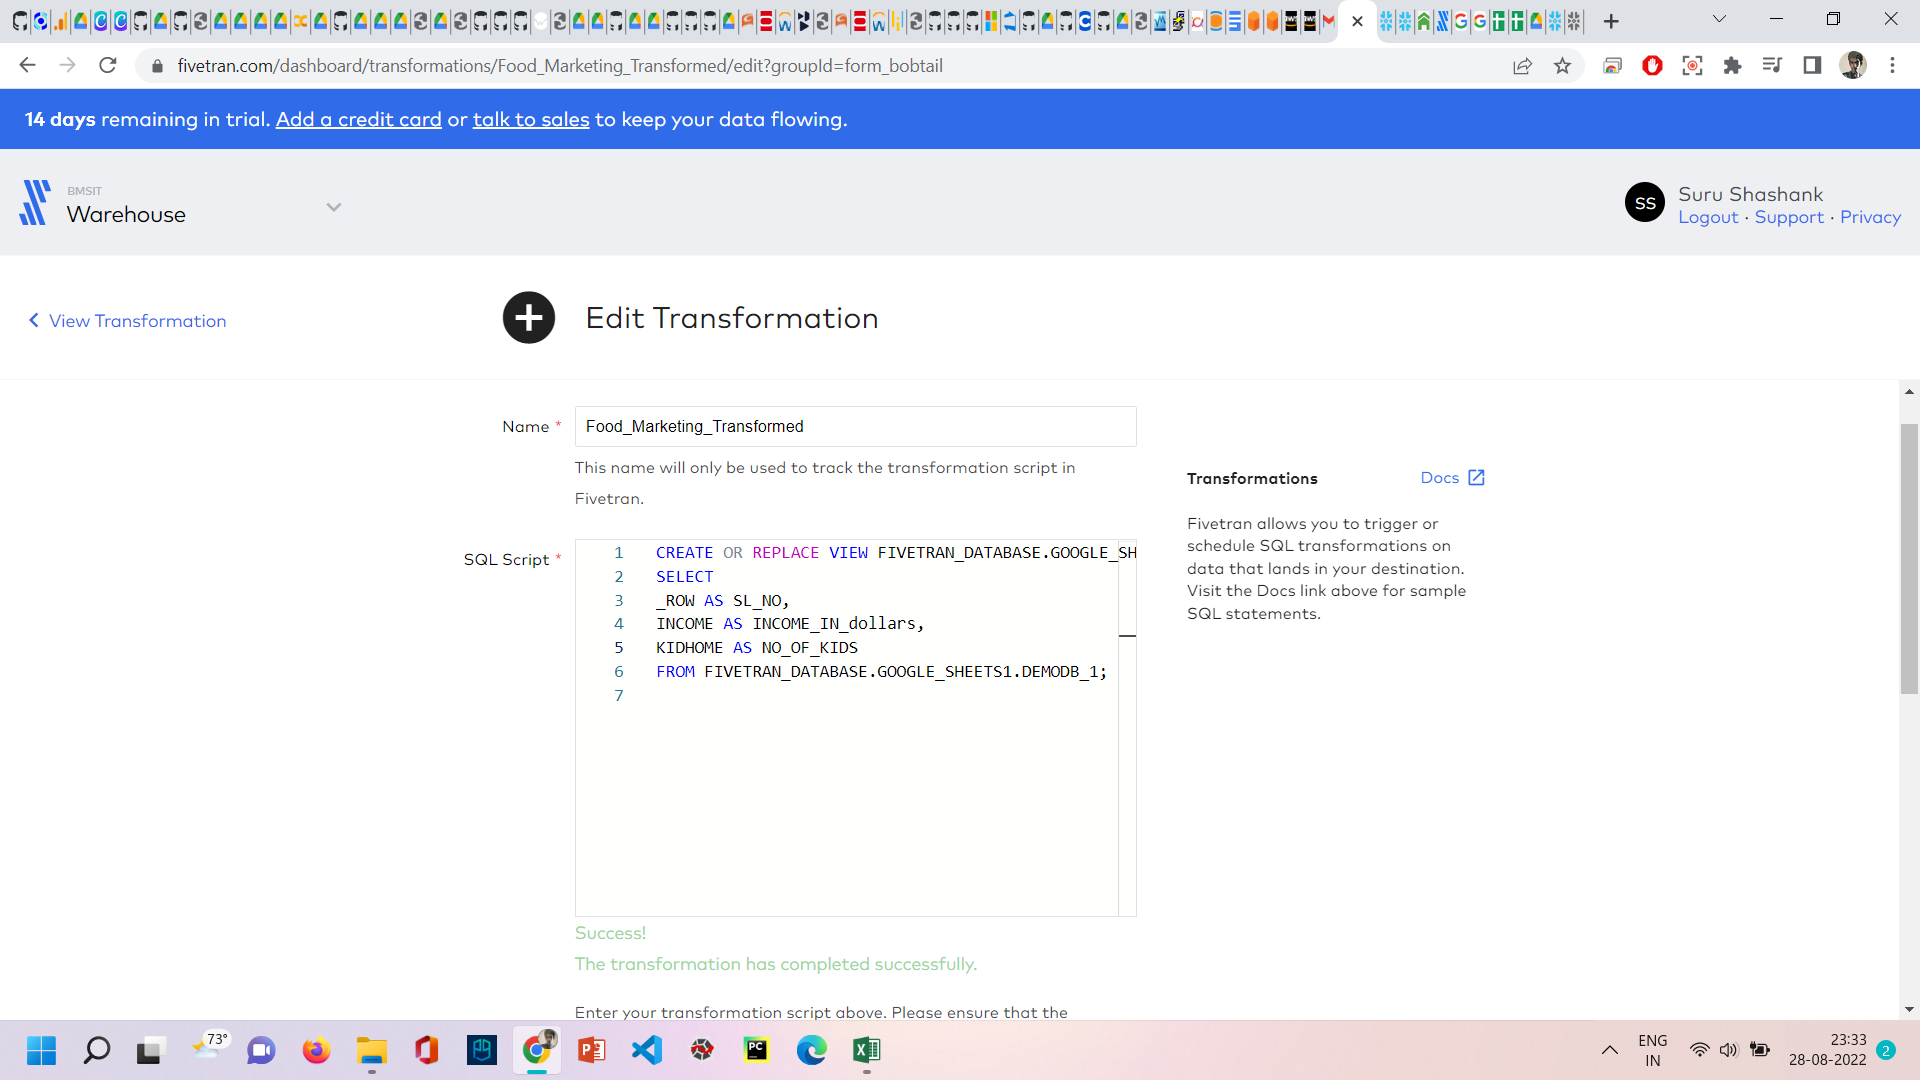 fivetran.com/dashboard/transformations/Food_Marketing_Transformed/edit?groupId=form_bobtail
14 days remaining in trial. Add a credit card or talk to sales to keep your data flowing.
BMSIT
Warehouse
SS
Suru Shashank
Logout · Support · Privacy
View Transformation
Edit Transformation
Name *
Food_Marketing_Transformed
This name will only be used to track the transformation script in
Fivetran.
Transformations
Docs
Fivetran allows you to trigger or
schedule SQL transformations on
data that lands in your destination.
Visit the Docs link above for sample
SQL statements.
SQL Script *
1 CREATE OR REPLACE VIEW FIVETRAN_DATABASE.GOOGLE_SH
2 SELECT
3 _ROW AS SL_NO,
4 INCOME AS INCOME_IN_dollars,
5 KIDHOME AS NO_OF_KIDS
6 FROM FIVETRAN_DATABASE.GOOGLE_SHEETS1.DEMODB_1;
7
Success!
The transformation has completed successfully.
Enter your transformation script above. Please ensure that the
73°
ENG
IN
23:33
28-08-2022
2